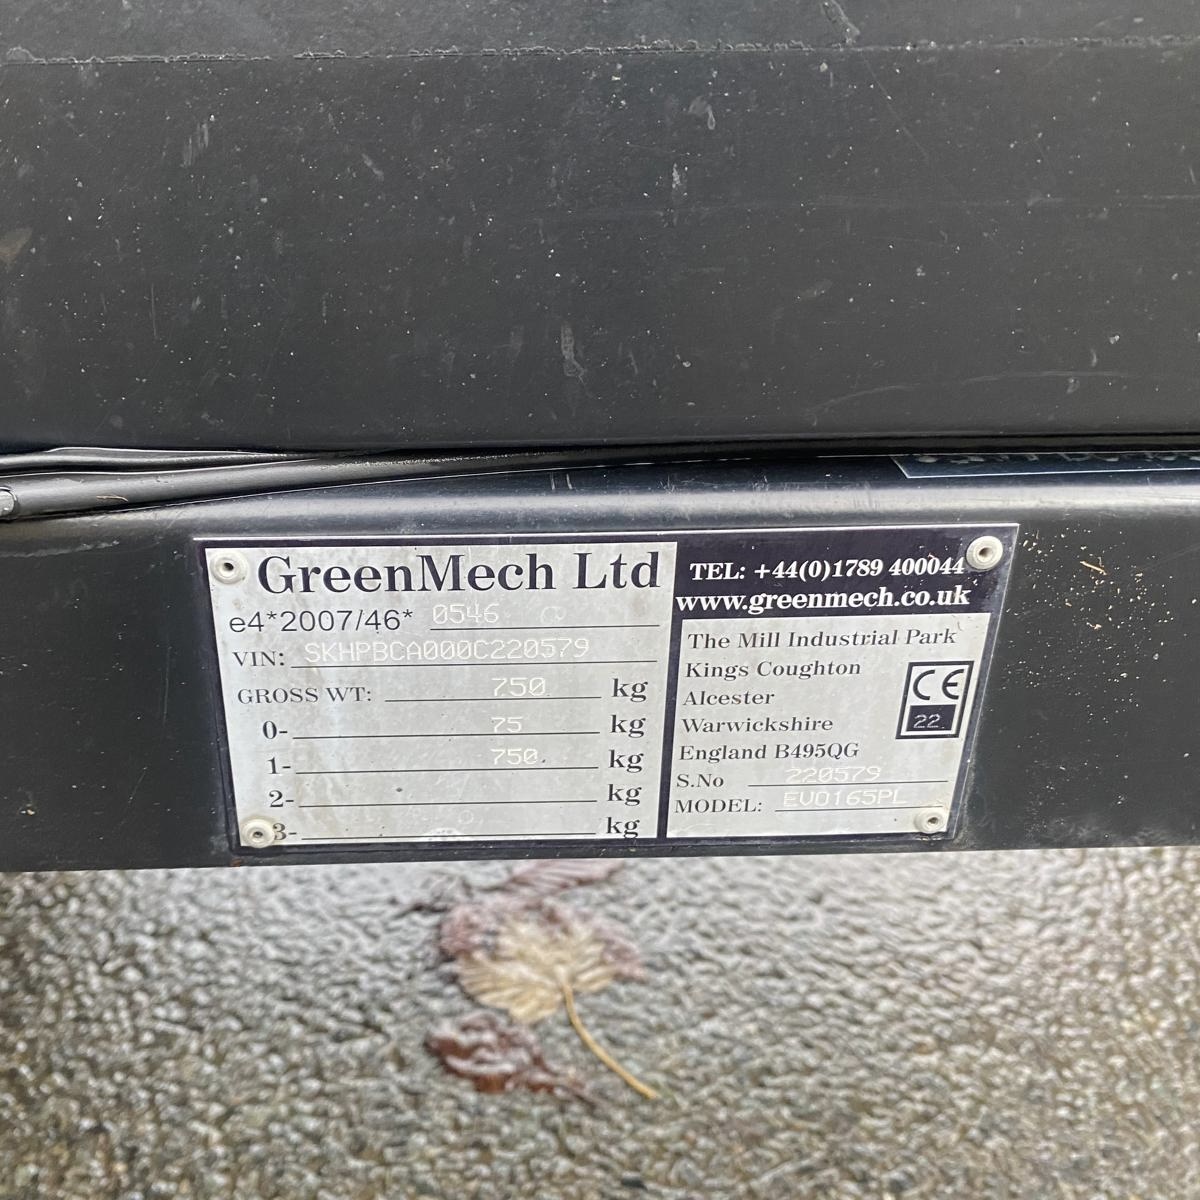 GreenMech Ltd
e4*2007/46* 0546
VIN: SKHPBCA000C220579
GROSS WT: 750 kg
0- 75 kg
1- 750 kg
2- kg
3- kg
TEL: +44(0)1789 400044
www.greenmech.co.uk
The Mill Industrial Park
Kings Coughton
Alcester
Warwickshire
England B495QG
CE
22
S.No 220579
MODEL: EVO165PL